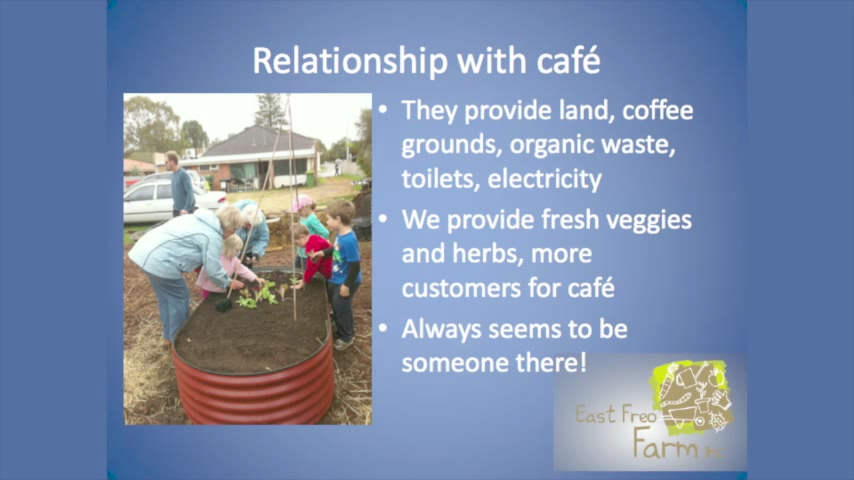 Relationship with café
• They provide land, coffee
grounds, organic waste,
toilets, electricity
• We provide fresh veggies
and herbs, more
customers for café
• Always seems to be
someone there!
East Freo
Farm